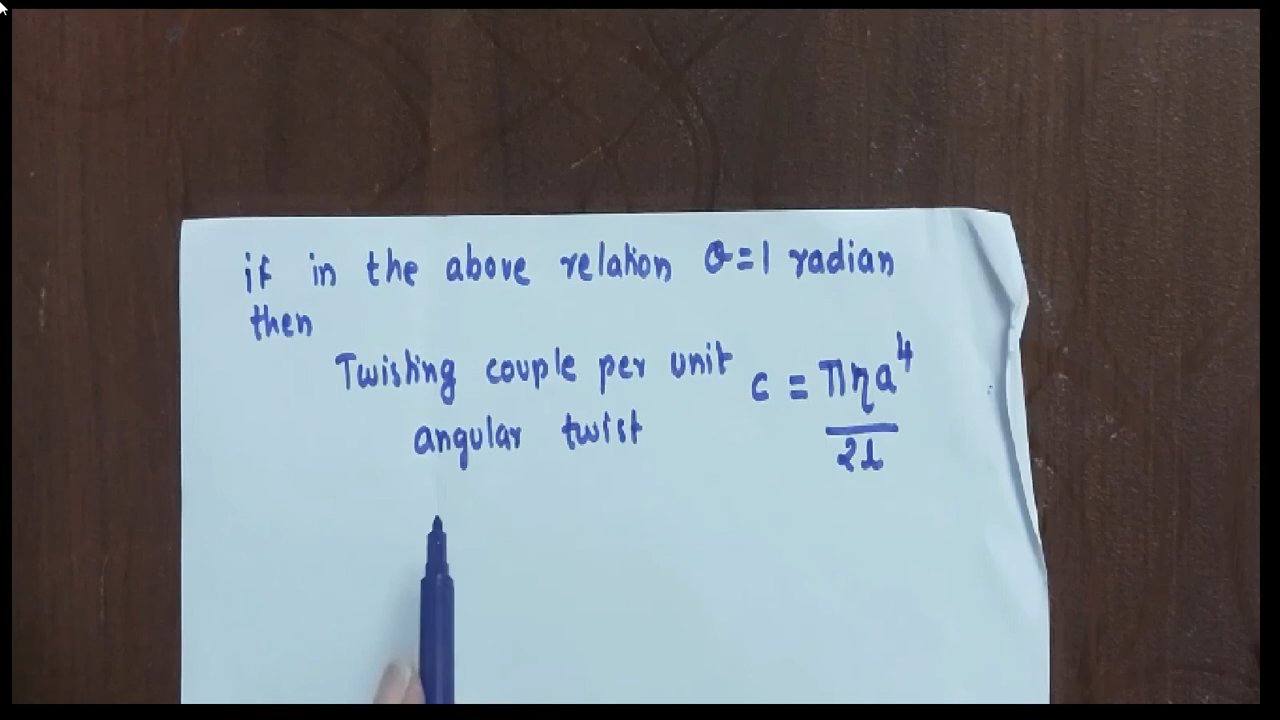 if in the above relation θ=1 radian
then
Twisting couple per unit
angular twist
c = πηa⁴
2l